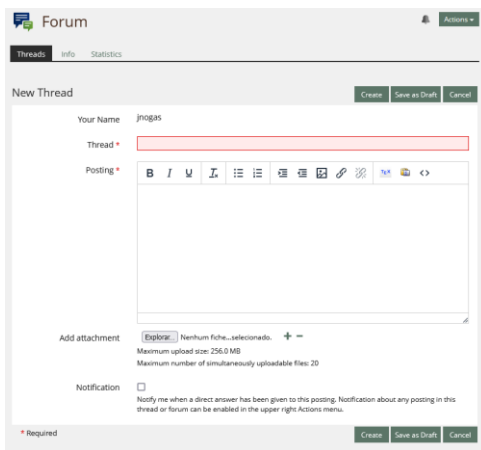 Forum
Actions
Threads Info Statistics
New Thread
Create Save as Draft Cancel
Your Name jnogas
Thread *
Posting *
B I U Tx TeX <>
Add attachment Explorar... Nenhum fiche...selecionado. + −
Maximum upload size: 256.0 MB
Maximum number of simultaneously uploadable files: 20
Notification
Notify me when a direct answer has been given to this posting. Notification about any posting in this
thread or forum can be enabled in the upper right Actions menu.
* Required
Create Save as Draft Cancel